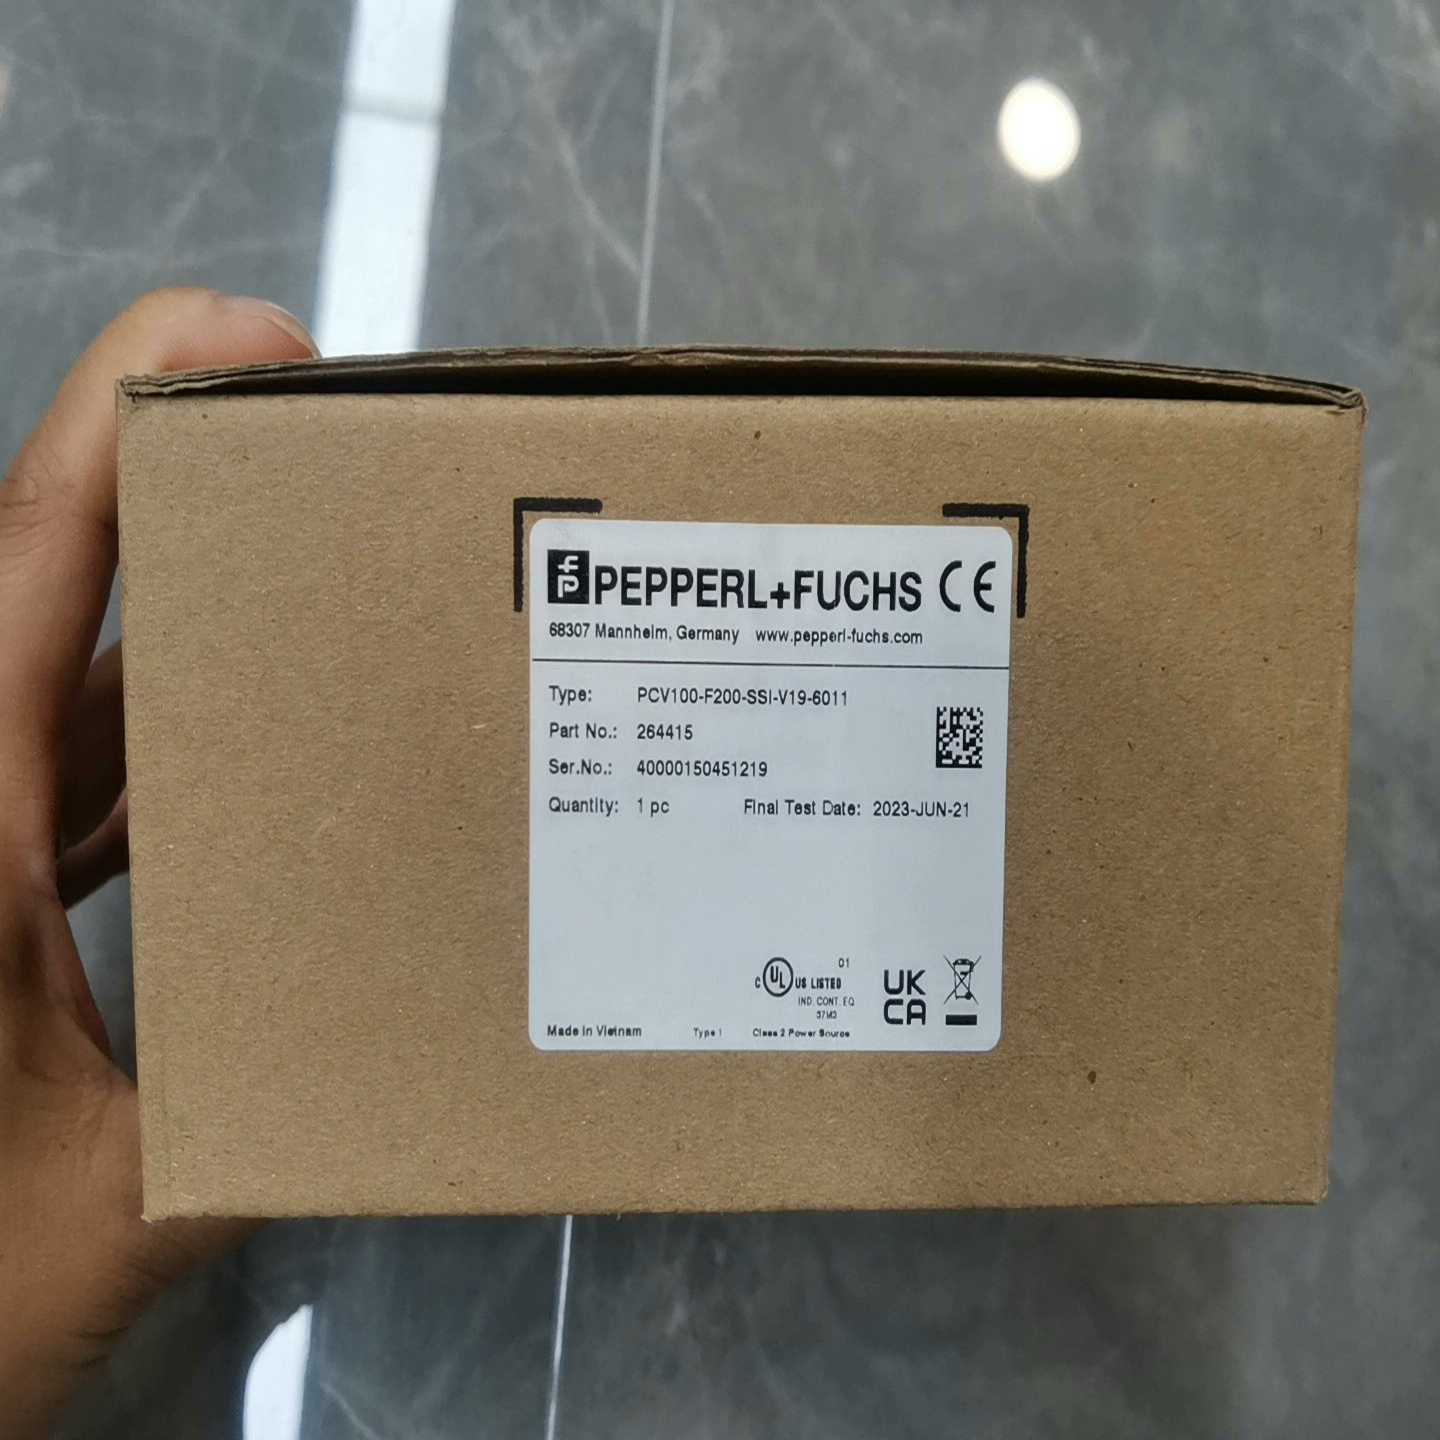 PEPPERL+FUCHS CE
68307 Mannheim, Germany www.pepperl-fuchs.com
Type: PCV100-F200-SSI-V19-6011
Part No.: 264415
Ser.No.: 40000150451219
Quantity: 1 pc Final Test Date: 2023-JUN-21
01
C UL US LISTED
IND. CONT. EQ
UK
CA
Made in Vietnam Type 1 Class 2 Power Source